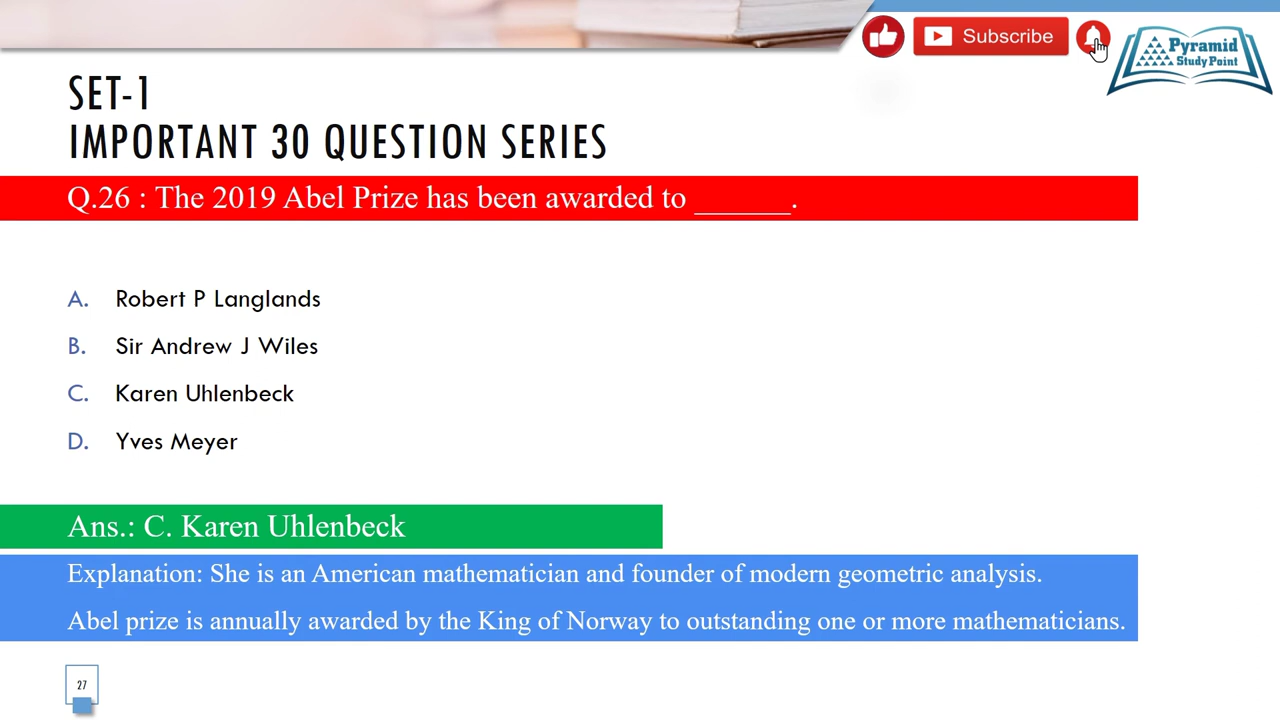 Subscribe
Pyramid
Study Point
SET-1
IMPORTANT 30 QUESTION SERIES
Q.26 : The 2019 Abel Prize has been awarded to ______.
A. Robert P Langlands
B. Sir Andrew J Wiles
C. Karen Uhlenbeck
D. Yves Meyer
Ans.: C. Karen Uhlenbeck
Explanation: She is an American mathematician and founder of modern geometric analysis.
Abel prize is annually awarded by the King of Norway to outstanding one or more mathematicians.
27